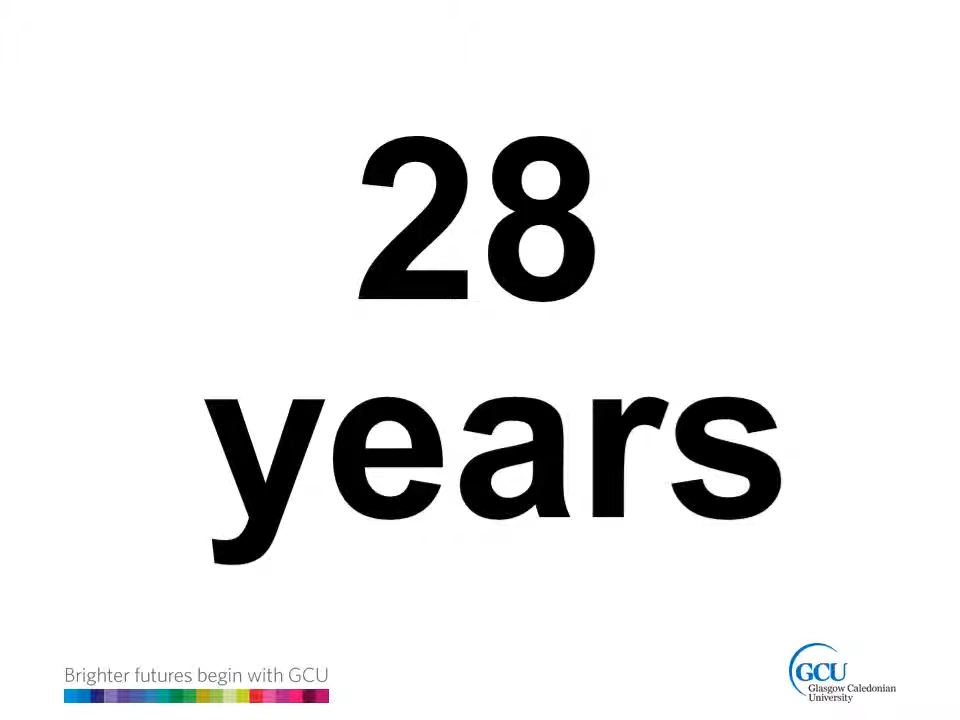 28
years
Brighter futures begin with GCU
GCU
Glasgow Caledonian
University